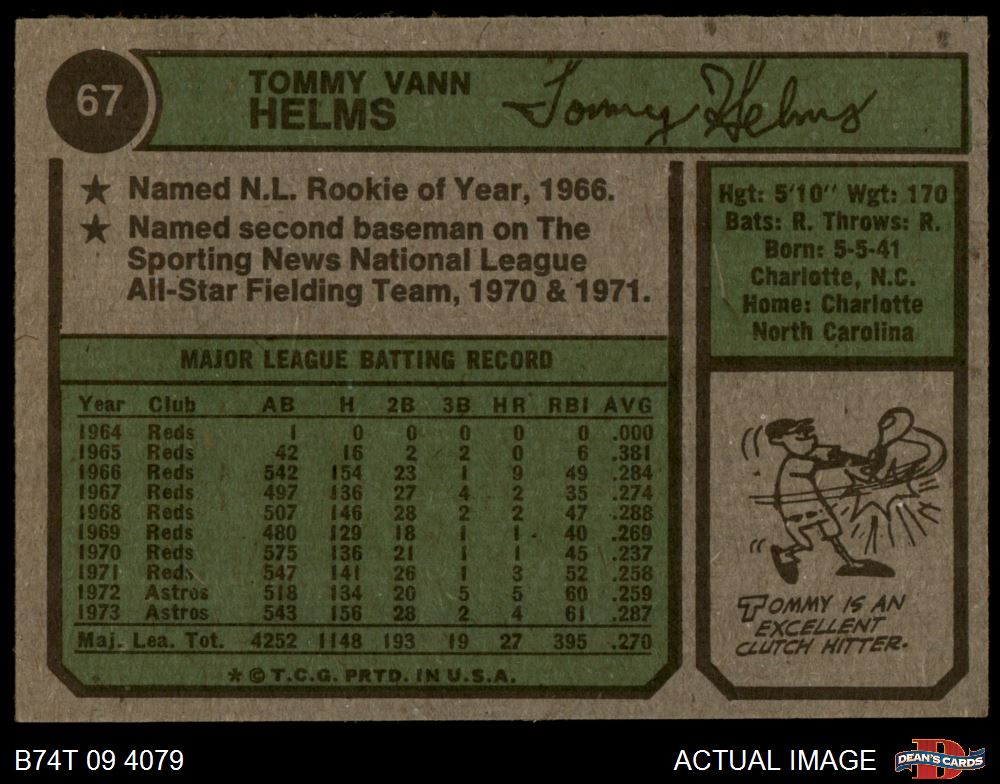 67
TOMMY VANN
HELMS
Tommy Helms
★ Named N.L. Rookie of Year, 1966.
★ Named second baseman on The
Sporting News National League
All-Star Fielding Team, 1970 & 1971.
Hgt: 5'10" Wgt: 170
Bats: R. Throws: R.
Born: 5-5-41
Charlotte, N.C.
Home: Charlotte
North Carolina
MAJOR LEAGUE BATTING RECORD
Year Club AB H 2B 3B HR RBI AVG
1964 Reds 1 0 0 0 0 0 .000
1965 Reds 42 16 2 2 0 6 .381
1966 Reds 542 154 23 1 9 49 .284
1967 Reds 497 136 27 4 2 35 .274
1968 Reds 507 146 28 2 2 47 .288
1969 Reds 480 129 18 1 1 40 .269
1970 Reds 575 136 21 1 1 45 .237
1971 Reds 547 141 26 1 3 52 .258
1972 Astros 518 134 20 5 5 60 .259
1973 Astros 543 156 28 2 4 61 .287
Maj. Lea. Tot. 4252 1148 193 19 27 395 .270
★ © T.C.G. PRTD. IN U.S.A.
TOMMY IS AN
EXCELLENT
CLUTCH HITTER.
B74T 09 4079
ACTUAL IMAGE
DEAN'S CARDS